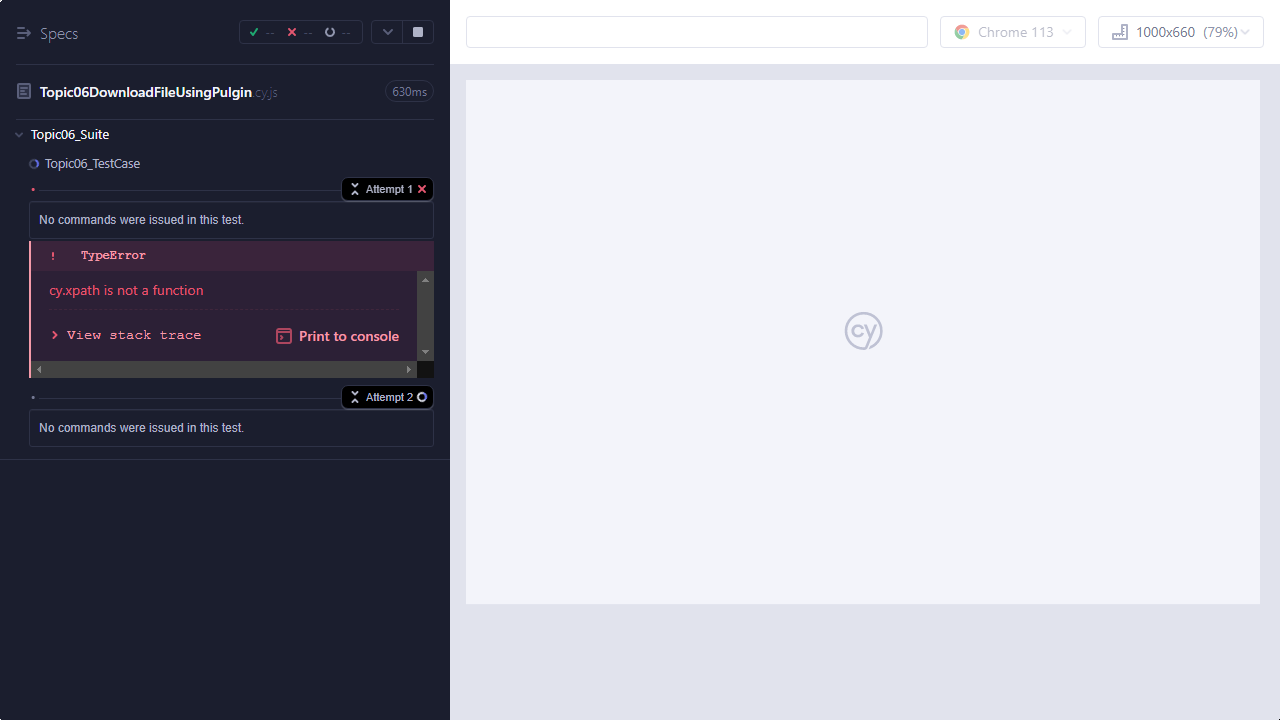 Specs
-- -- --
Topic06DownloadFileUsingPulgin.cy.js
630ms
Topic06_Suite
Topic06_TestCase
Attempt 1
No commands were issued in this test.
! TypeError
cy.xpath is not a function
> View stack trace
Print to console
Attempt 2
No commands were issued in this test.
Chrome 113
1000x660 (79%)
cy